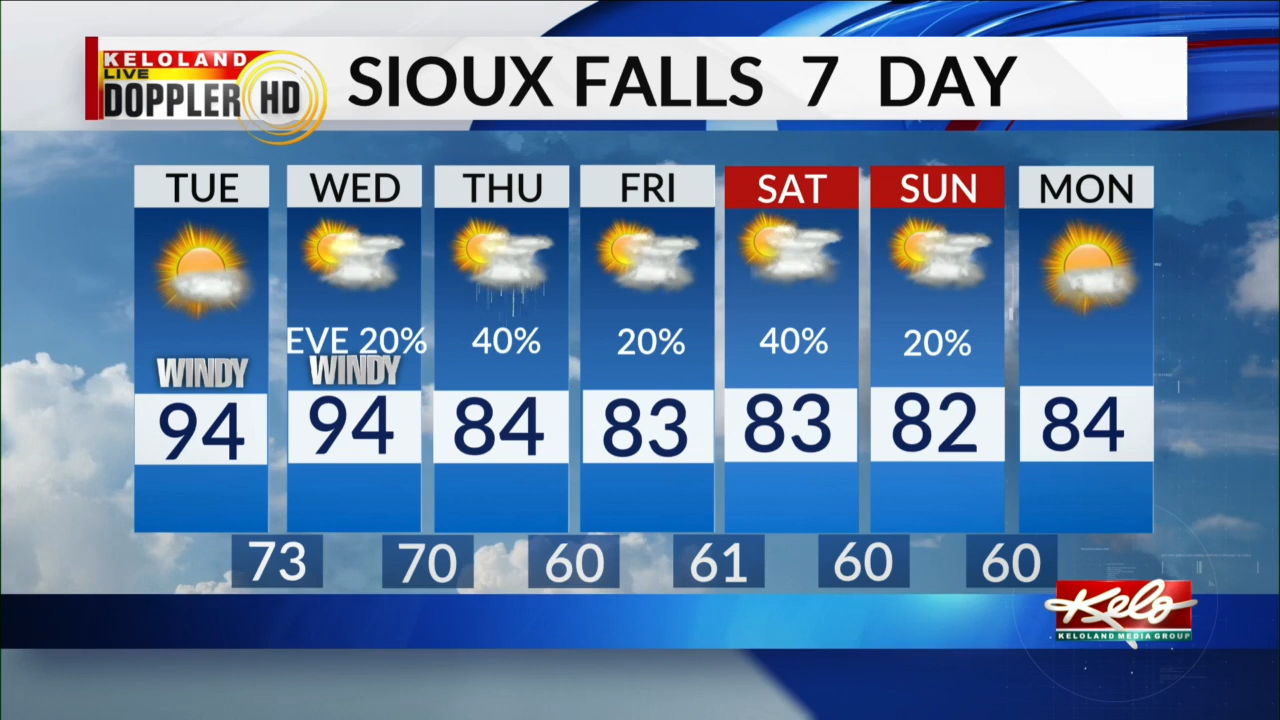 KELOLAND
LIVE
DOPPLER HD
SIOUX FALLS 7 DAY
TUE WED THU FRI SAT SUN MON
EVE 20% 40% 20% 40% 20%
WINDY WINDY
94 94 84 83 83 82 84
73 70 60 61 60 60
Kelo
KELOLAND MEDIA GROUP